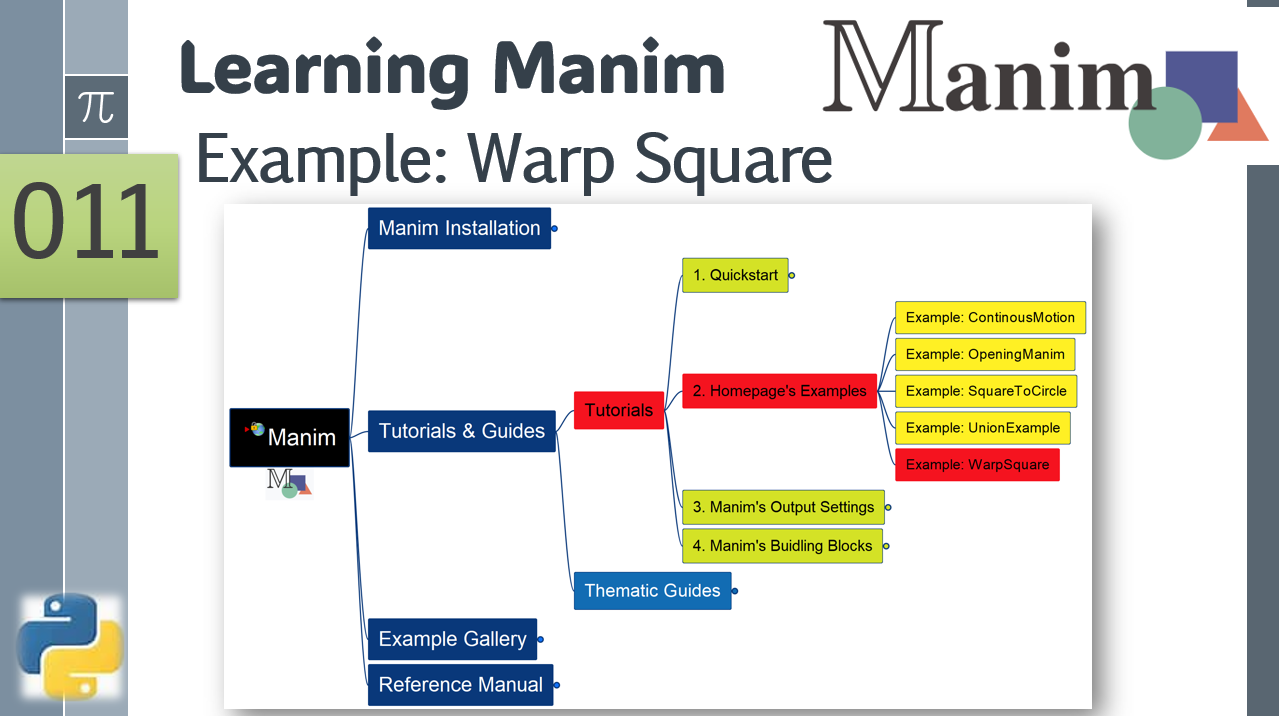 Learning Manim
Manim
π
Example: Warp Square
011
Manim Installation
1. Quickstart
Example: ContinousMotion
Example: OpeningManim
2. Homepage's Examples
Example: SquareToCircle
Tutorials
Example: UnionExample
Manim
Tutorials & Guides
Example: WarpSquare
M
3. Manim's Output Settings
4. Manim's Buidling Blocks
Thematic Guides
Example Gallery
Reference Manual